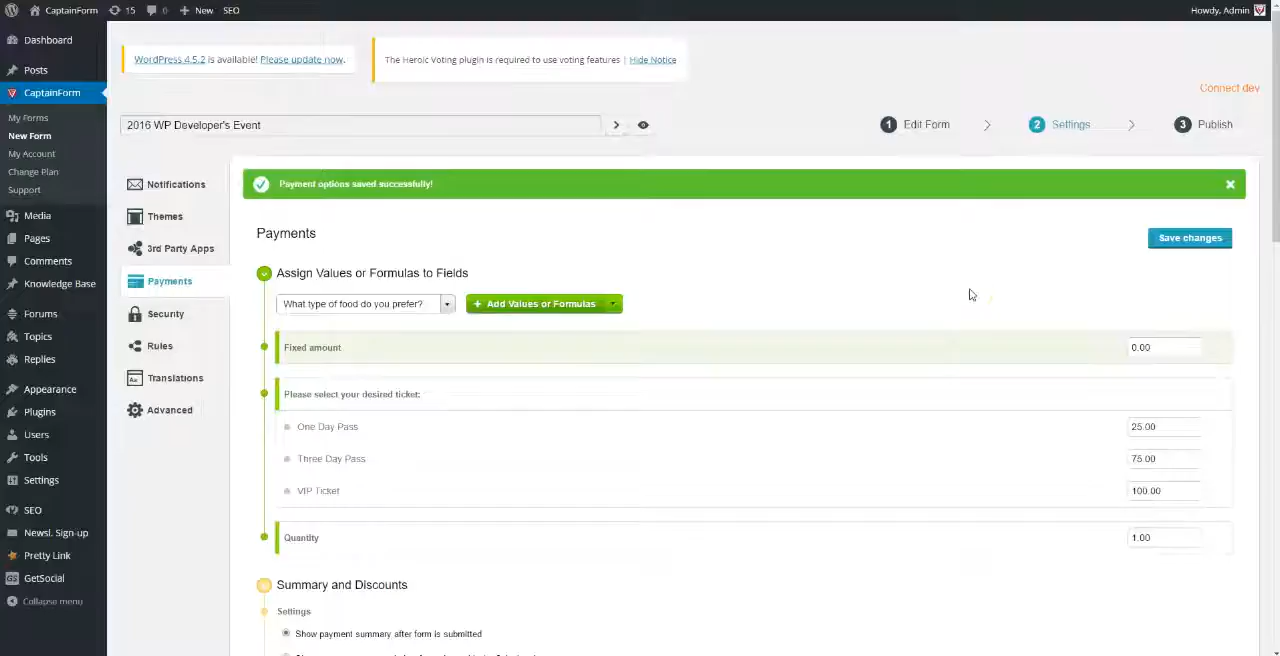 CaptainForm 15 0 New SEO Howdy, Admin
Dashboard
Posts
CaptainForm
My Forms
New Form
My Account
Change Plan
Support
Media
Pages
Comments
Knowledge Base
Forums
Topics
Replies
Appearance
Plugins
Users
Tools
Settings
SEO
Newsl. Sign-up
Pretty Link
GetSocial
Collapse menu
WordPress 4.5.2 is available! Please update now.
The Heroic Voting plugin is required to use voting features | Hide Notice
Connect dev
2016 WP Developer's Event
1 Edit Form
2 Settings
3 Publish
Notifications
Themes
3rd Party Apps
Payments
Security
Rules
Translations
Advanced
Payment options saved successfully!
Payments
Save changes
Assign Values or Formulas to Fields
What type of food do you prefer?
+ Add Values or Formulas
Fixed amount 0.00
Please select your desired ticket:
One Day Pass 25.00
Three Day Pass 75.00
VIP Ticket 100.00
Quantity 1.00
Summary and Discounts
Settings
Show payment summary after form is submitted